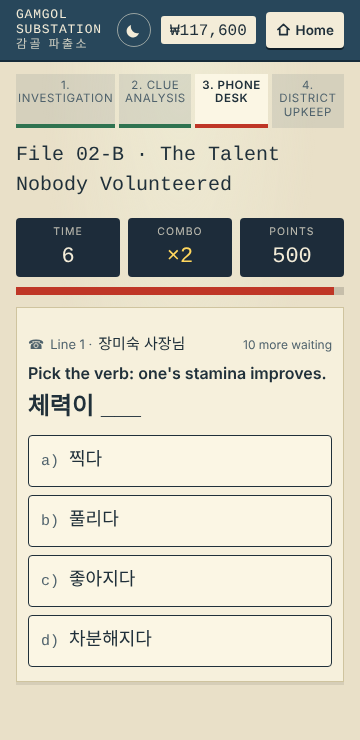 GAMGOL
SUBSTATION
감골 파출소
₩117,600
Home
1. INVESTIGATION
2. CLUE ANALYSIS
3. PHONE DESK
4. DISTRICT UPKEEP
File 02-B · The Talent
Nobody Volunteered
TIME
6
COMBO
×2
POINTS
500
☎ Line 1 · 장미숙 사장님
10 more waiting
Pick the verb: one's stamina improves.
체력이 ___
a) 찍다
b) 풀리다
c) 좋아지다
d) 차분해지다